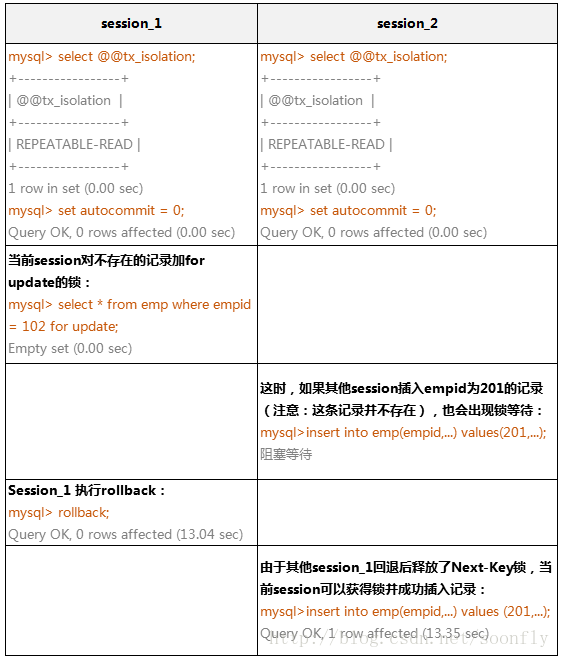 session_1
session_2
mysql> select @@tx_isolation;
+-----------------+
| @@tx_isolation  |
+-----------------+
| REPEATABLE-READ |
+-----------------+
1 row in set (0.00 sec)
mysql> set autocommit = 0;
Query OK, 0 rows affected (0.00 sec)
mysql> select @@tx_isolation;
+-----------------+
| @@tx_isolation  |
+-----------------+
| REPEATABLE-READ |
+-----------------+
1 row in set (0.00 sec)
mysql> set autocommit = 0;
Query OK, 0 rows affected (0.00 sec)
当前session对不存在的记录加for
update的锁：
mysql> select * from emp where empid
= 102 for update;
Empty set (0.00 sec)
这时，如果其他session插入empid为201的记录
（注意：这条记录并不存在），也会出现锁等待：
mysql>insert into emp(empid,...) values(201,...);
阻塞等待
Session_1 执行rollback：
mysql> rollback;
Query OK, 0 rows affected (13.04 sec)
由于其他session_1回退后释放了Next-Key锁，当
前session可以获得锁并成功插入记录：
mysql>insert into emp(empid,...) values (201,...);
Query OK, 1 row affected (13.35 sec)
http://blog.csdn.net/soonfly